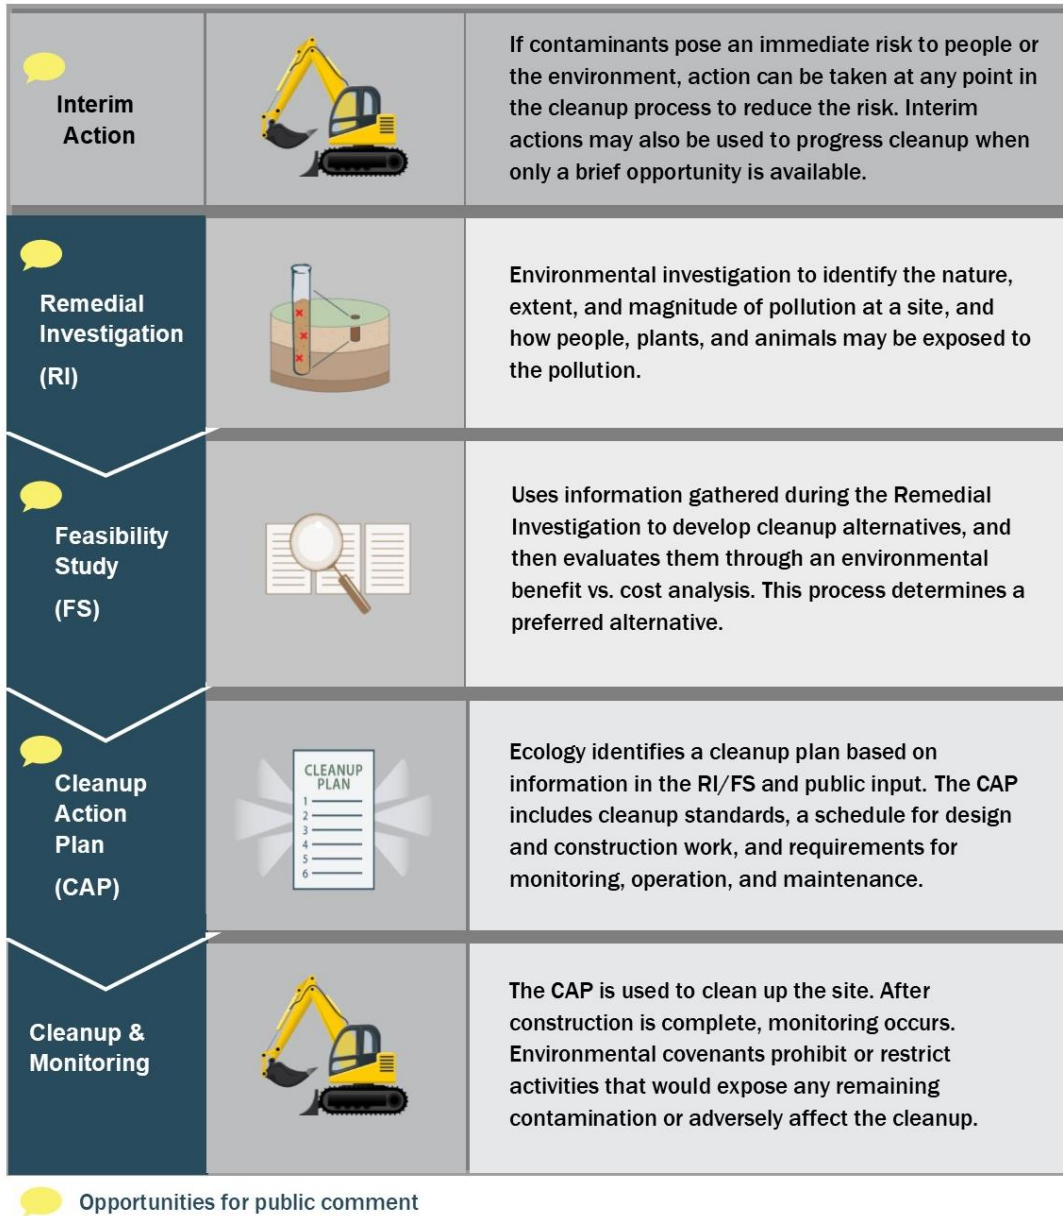 Interim
Action
If contaminants pose an immediate risk to people or
the environment, action can be taken at any point in
the cleanup process to reduce the risk. Interim
actions may also be used to progress cleanup when
only a brief opportunity is available.
Remedial
Investigation
(RI)
Environmental investigation to identify the nature,
extent, and magnitude of pollution at a site, and
how people, plants, and animals may be exposed to
the pollution.
Feasibility
Study
(FS)
Uses information gathered during the Remedial
Investigation to develop cleanup alternatives, and
then evaluates them through an environmental
benefit vs. cost analysis. This process determines a
preferred alternative.
Cleanup
Action
Plan
(CAP)
CLEANUP
PLAN
1
2
3
4
5
6
Ecology identifies a cleanup plan based on
information in the RI/FS and public input. The CAP
includes cleanup standards, a schedule for design
and construction work, and requirements for
monitoring, operation, and maintenance.
Cleanup &
Monitoring
The CAP is used to clean up the site. After
construction is complete, monitoring occurs.
Environmental covenants prohibit or restrict
activities that would expose any remaining
contamination or adversely affect the cleanup.
Opportunities for public comment